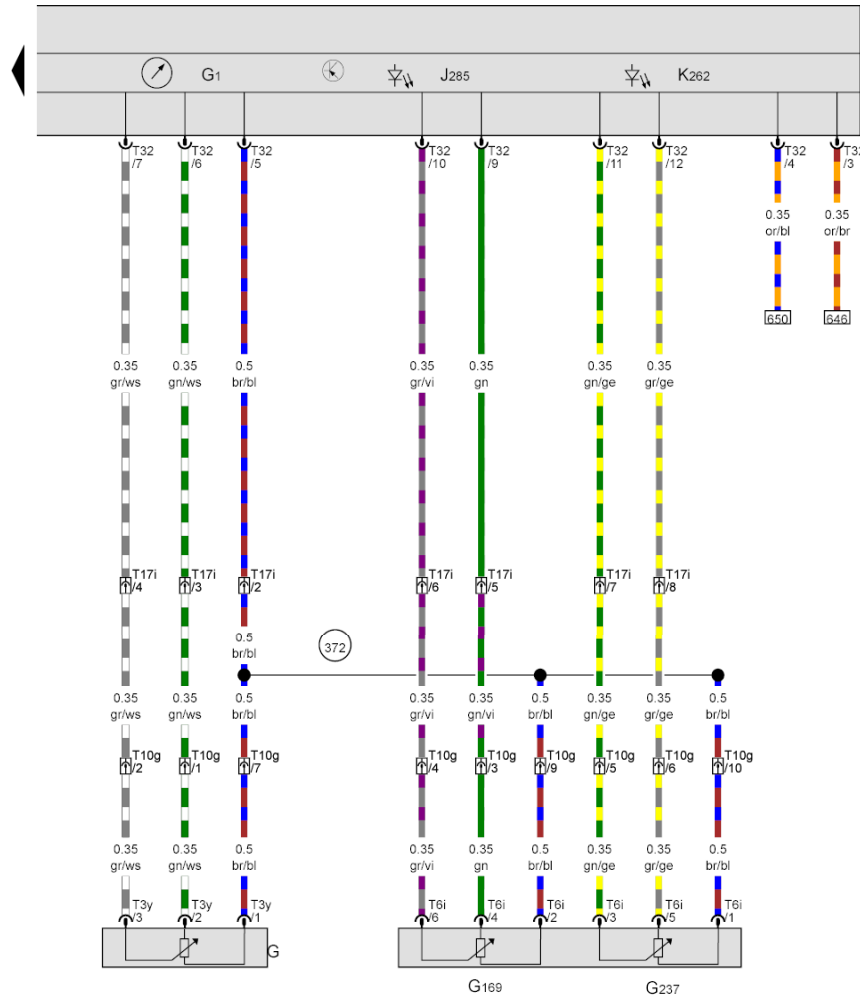 G1 J285 K262
T32 T32 T32 T32 T32 T32 T32 T32 T32
/7 /6 /5 /10 /9 /11 /12 /4 /3
0.35 0.35
or/bl or/br
650 646
0.35 0.35 0.5 0.35 0.35 0.35 0.35
gr/ws gn/ws br/bl gr/vi gn gn/ge gr/ge
T17i T17i T17i T17i T17i T17i T17i
/4 /3 /2 /6 /5 /7 /8
0.5
br/bl
372
0.35 0.35 0.5 0.35 0.35 0.5 0.35 0.35 0.5
gr/ws gn/ws br/bl gr/vi gn/vi br/bl gn/ge gr/ge br/bl
T10g T10g T10g T10g T10g T10g T10g T10g T10g
/2 /1 /7 /4 /3 /9 /5 /6 /10
0.35 0.35 0.5 0.35 0.35 0.5 0.35 0.35 0.5
gr/ws gn/ws br/bl gr/vi gn br/bl gn/ge gr/ge br/bl
T3y T3y T3y T6i T6i T6i T6i T6i T6i
/3 /2 /1 /6 /4 /2 /3 /5 /1
G
G169 G237